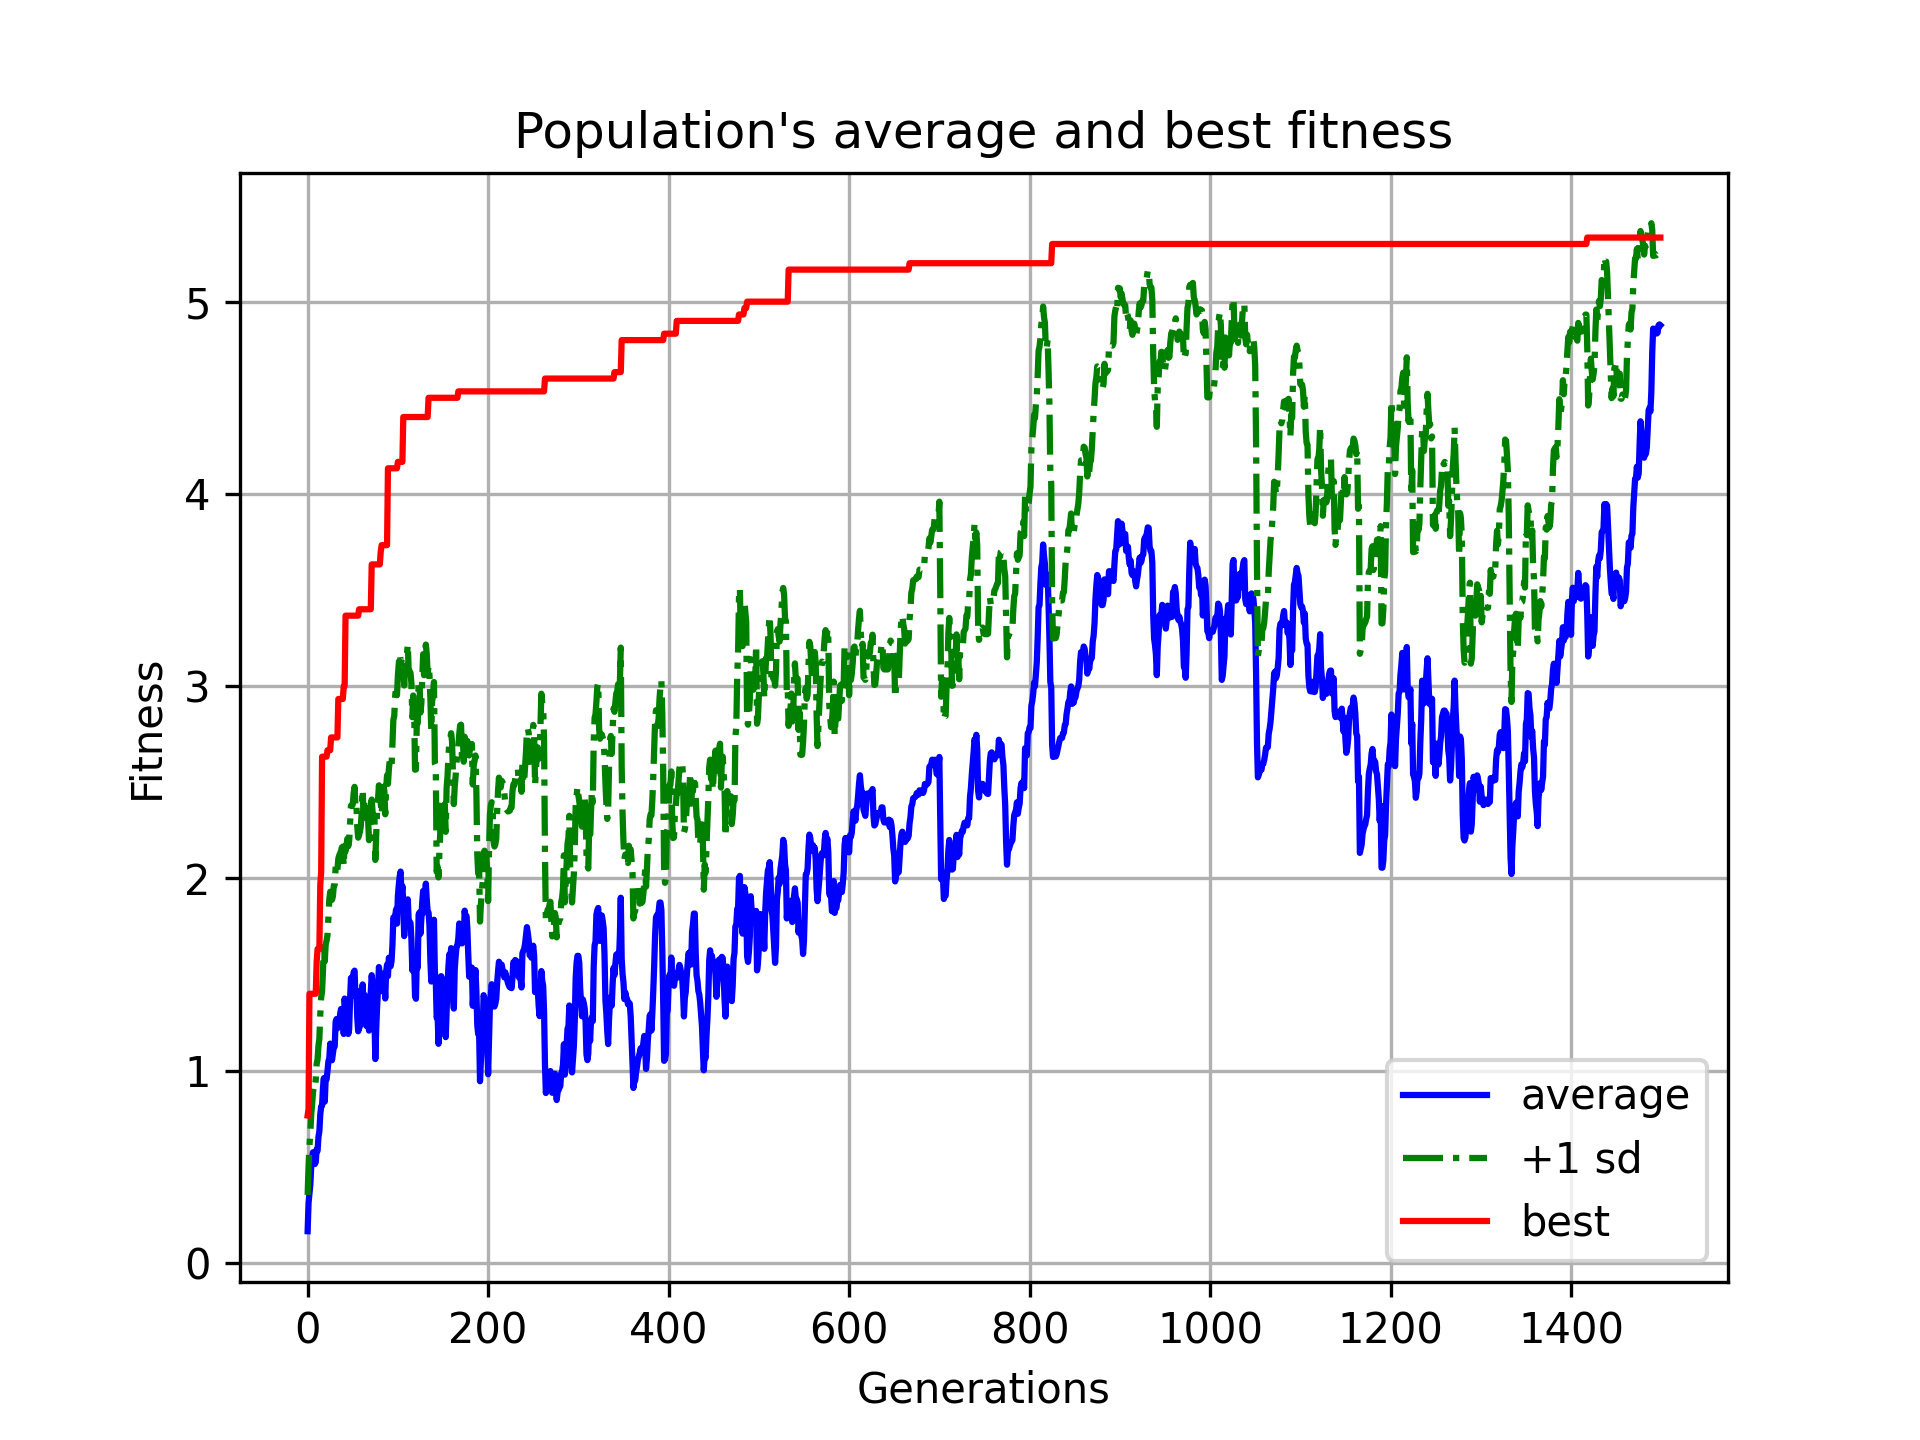 Population's average and best fitness
Fitness
5
4
3
2
1
0
0 200 400 600 800 1000 1200 1400
Generations
average
+1 sd
best